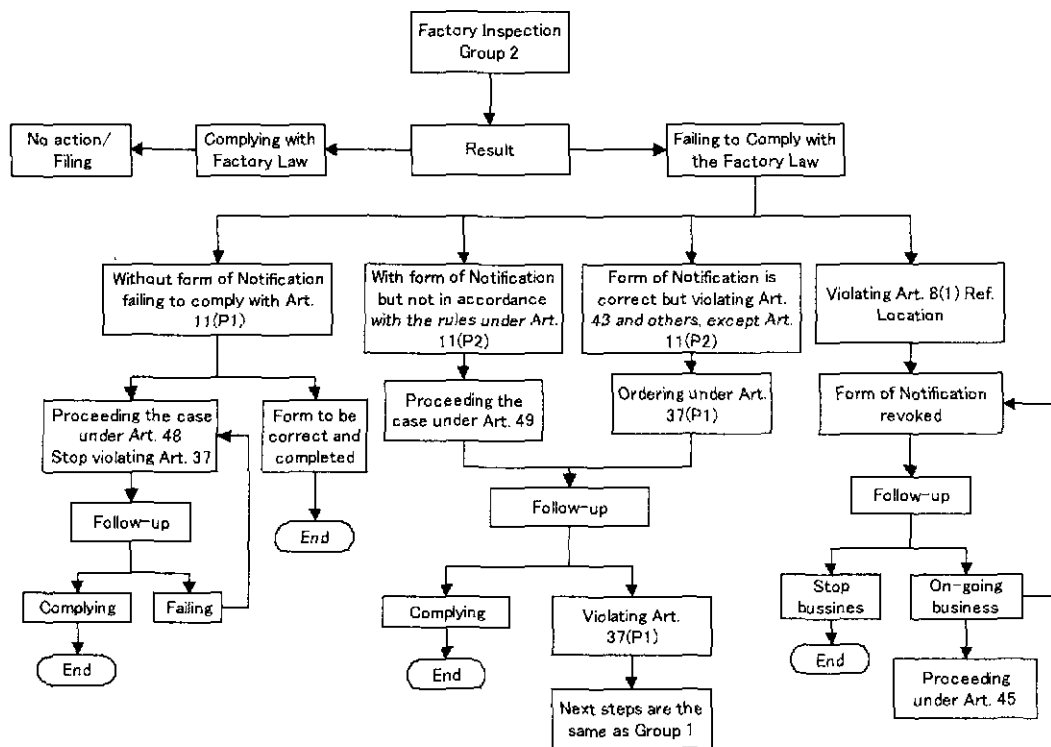 Factory Inspection
Group 2
No action/
Filing
Complying with
Factory Law
Result
Failing to Comply with
the Factory Law
Without form of Notification
failing to comply with Art.
11(P1)
With form of Notification
but not in accordance
with the rules under Art.
11(P2)
Form of Notification is
correct but violating Art.
43 and others, except Art.
11(P2)
Violating Art. 8(1) Ref.
Location
Proceeding the case
under Art. 48
Stop violating Art. 37
Form to be
correct and
completed
Proceeding the
case under Art. 49
Ordering under Art.
37(P1)
Form of Notification
revoked
Follow-up
End
Follow-up
Follow-up
Complying
Failing
End
Complying
End
Violating Art.
37(P1)
Next steps are the
same as Group 1
Stop
bussines
On-going
business
End
Proceeding
under Art. 45